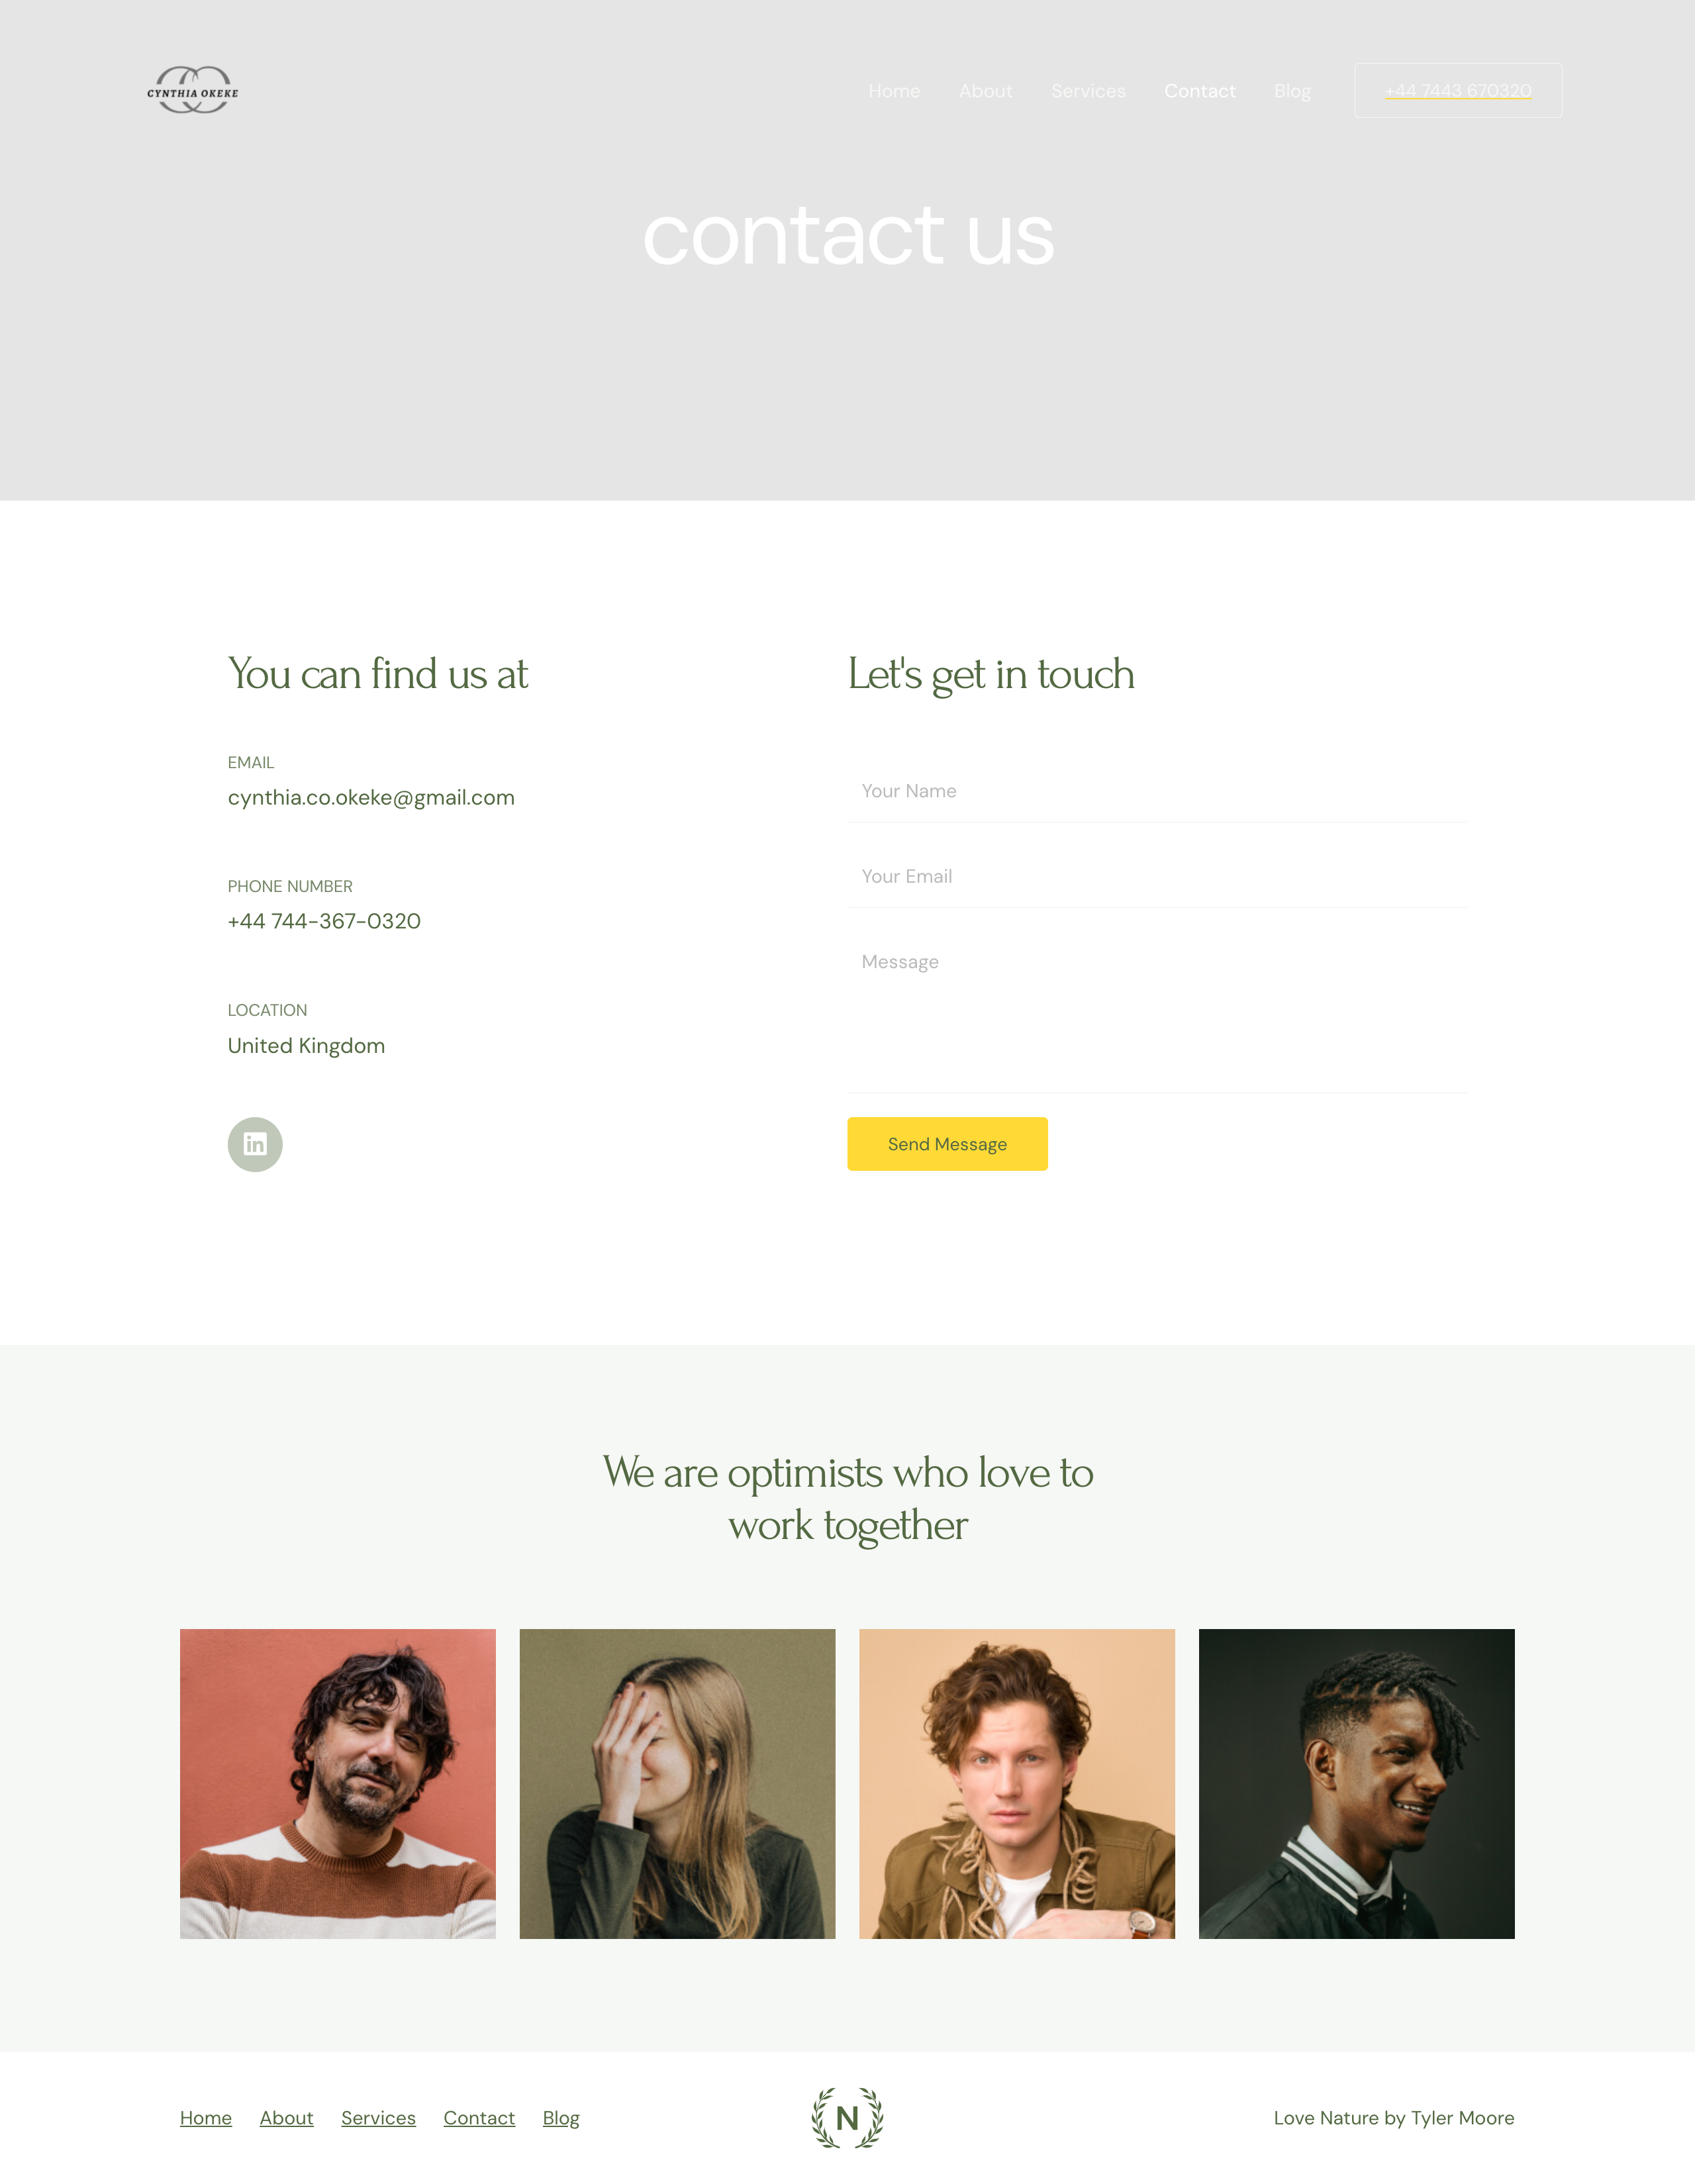 CYNTHIA OKEKE
Home About Services Contact Blog +44 7443 670320
contact us
You can find us at
EMAIL
cynthia.co.okeke@gmail.com
PHONE NUMBER
+44 744-367-0320
LOCATION
United Kingdom
in
Let's get in touch
Your Name
Your Email
Message
Send Message
We are optimists who love to
work together
Home About Services Contact Blog
N
Love Nature by Tyler Moore